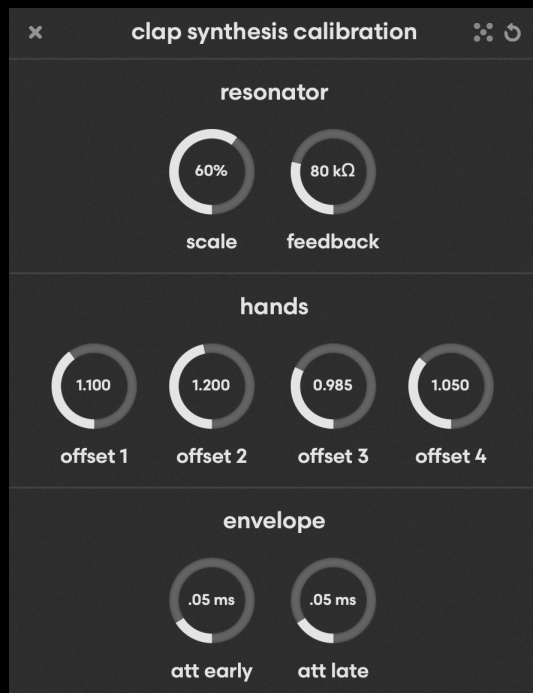 clap synthesis calibration
resonator
60% 80 kΩ
scale feedback
hands
1.100 1.200 0.985 1.050
offset 1 offset 2 offset 3 offset 4
envelope
.05 ms .05 ms
att early att late